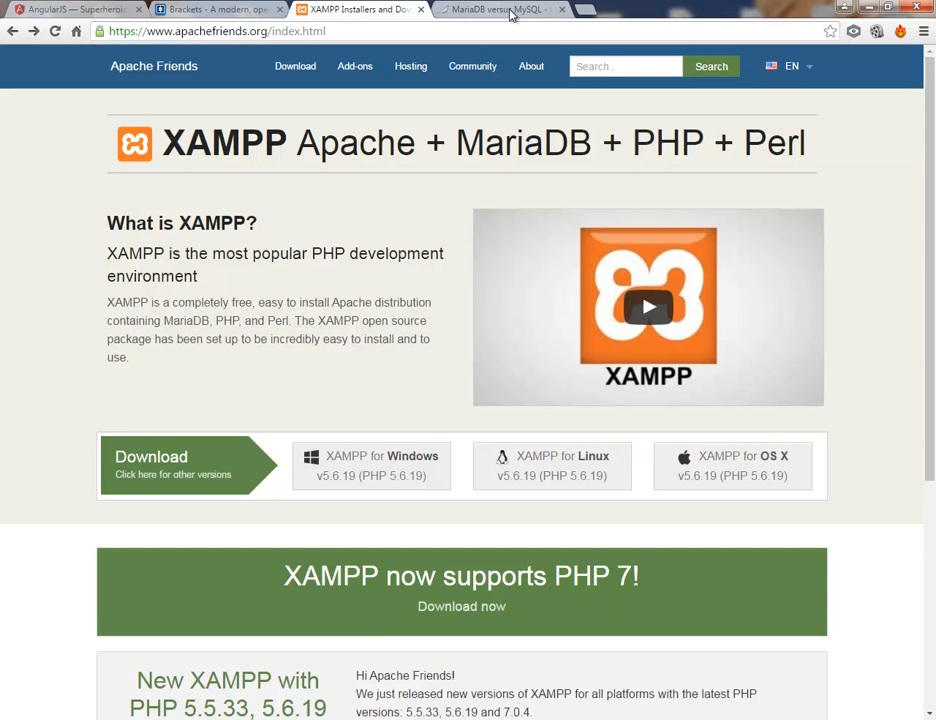 AngularJS — Superheroic
Brackets - A modern, ope
XAMPP Installers and Dow
MariaDB versus MySQL -
https://www.apachefriends.org/index.html
Apache Friends
Download
Add-ons
Hosting
Community
About
Search...
Search
EN
XAMPP Apache + MariaDB + PHP + Perl
What is XAMPP?
XAMPP is the most popular PHP development
environment
XAMPP is a completely free, easy to install Apache distribution
containing MariaDB, PHP, and Perl. The XAMPP open source
package has been set up to be incredibly easy to install and to
use.
XAMPP
Download
Click here for other versions
XAMPP for Windows
v5.6.19 (PHP 5.6.19)
XAMPP for Linux
v5.6.19 (PHP 5.6.19)
XAMPP for OS X
v5.6.19 (PHP 5.6.19)
XAMPP now supports PHP 7!
Download now
New XAMPP with
PHP 5.5.33, 5.6.19
Hi Apache Friends!
We just released new versions of XAMPP for all platforms with the latest PHP
versions: 5.5.33, 5.6.19 and 7.0.4.